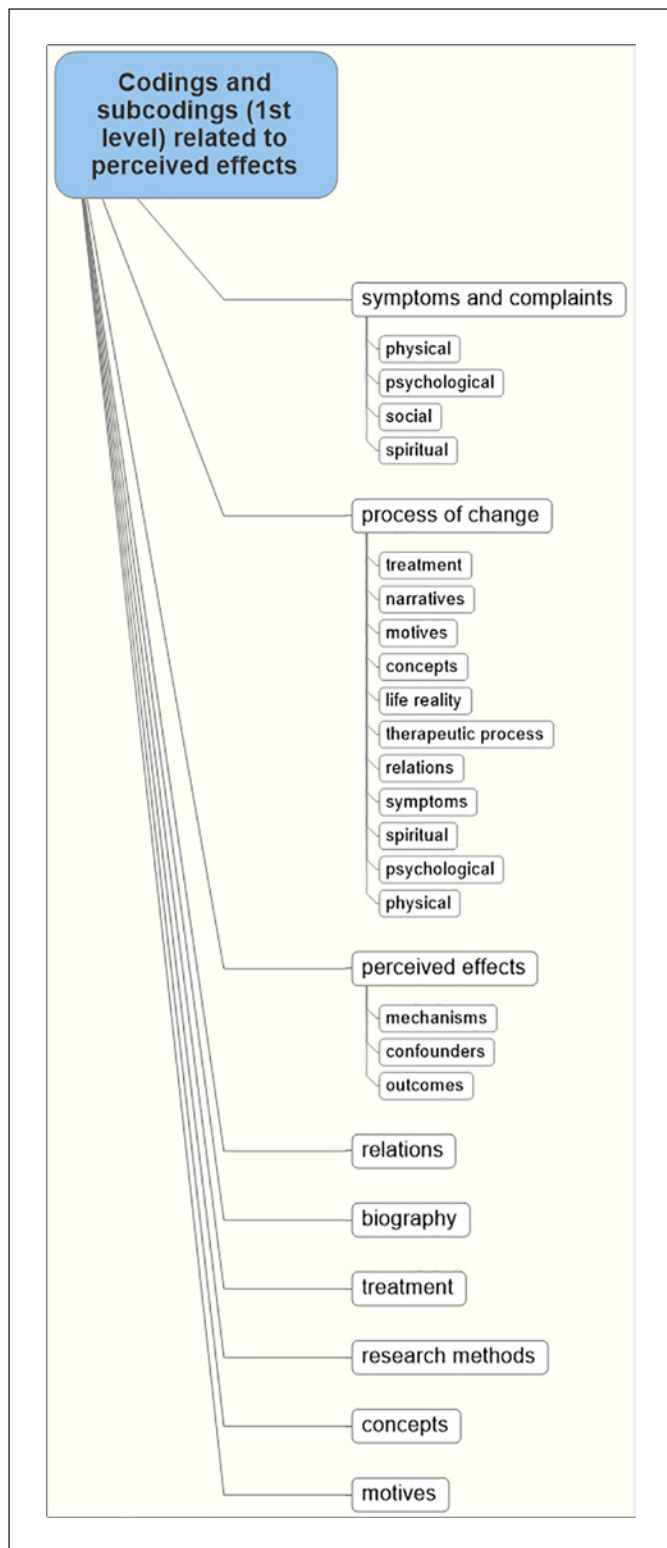 Codings and
subcodings (1st
level) related to
perceived effects
symptoms and complaints
physical
psychological
social
spiritual
process of change
treatment
narratives
motives
concepts
life reality
therapeutic process
relations
symptoms
spiritual
psychological
physical
perceived effects
mechanisms
confounders
outcomes
relations
biography
treatment
research methods
concepts
motives